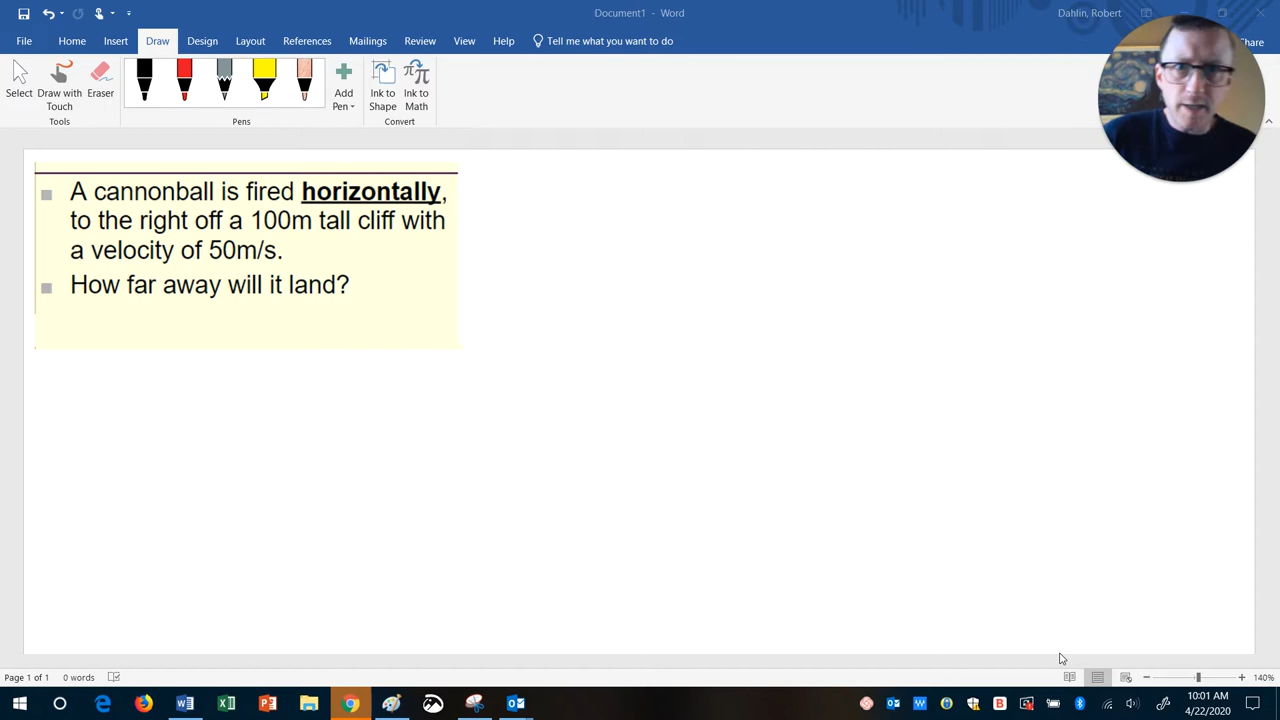 Document1 - Word
Dahlin, Robert
File Home Insert Draw Design Layout References Mailings Review View Help Tell me what you want to do
Share
Select
Draw with
Touch
Eraser
Add
Pen
Ink to
Shape
Ink to
Math
Tools
Pens
Convert
A cannonball is fired horizontally,
to the right off a 100m tall cliff with
a velocity of 50m/s.
How far away will it land?
Page 1 of 1 0 words
140%
10:01 AM
4/22/2020